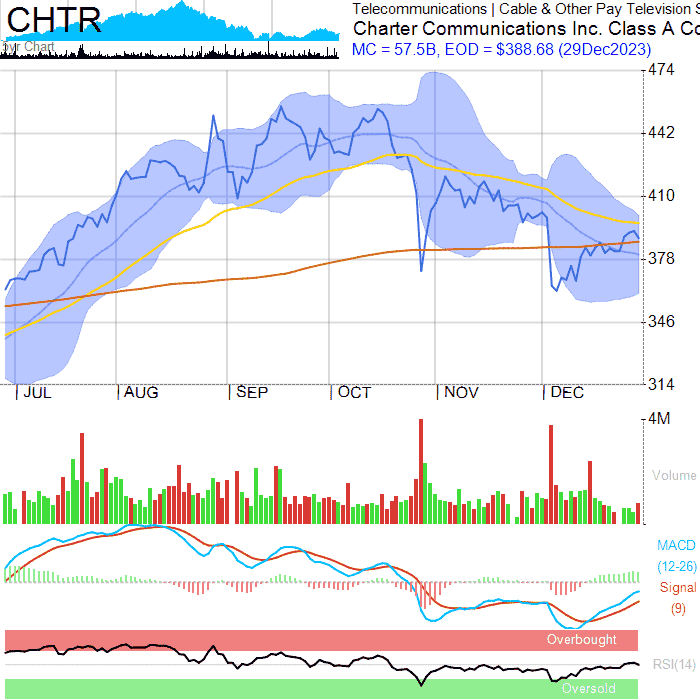 CHTR
5yr Chart
Telecommunications | Cable & Other Pay Television S
Charter Communications Inc. Class A Co
MC = 57.5B, EOD = $388.68 (29Dec2023)
474
442
410
378
346
314
JUL AUG SEP OCT NOV DEC
4M
Volume
MACD
(12-26)
Signal
(9)
Overbought
RSI(14)
Oversold